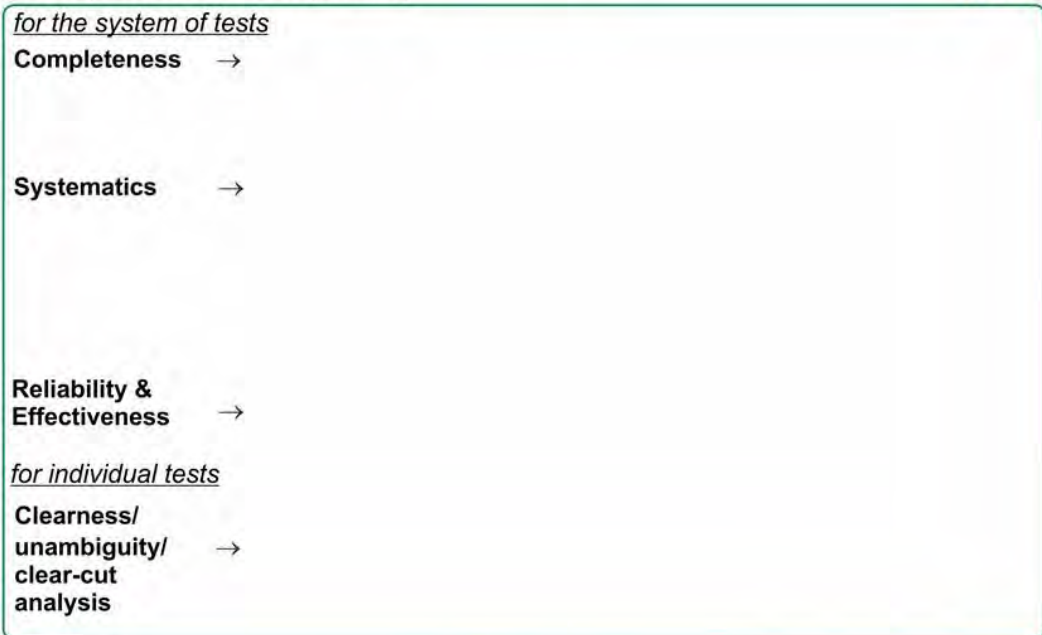 for the system of tests
Completeness →
Systematics →
Reliability &
Effectiveness →
for individual tests
Clearness/
unambiguity/ →
clear-cut
analysis